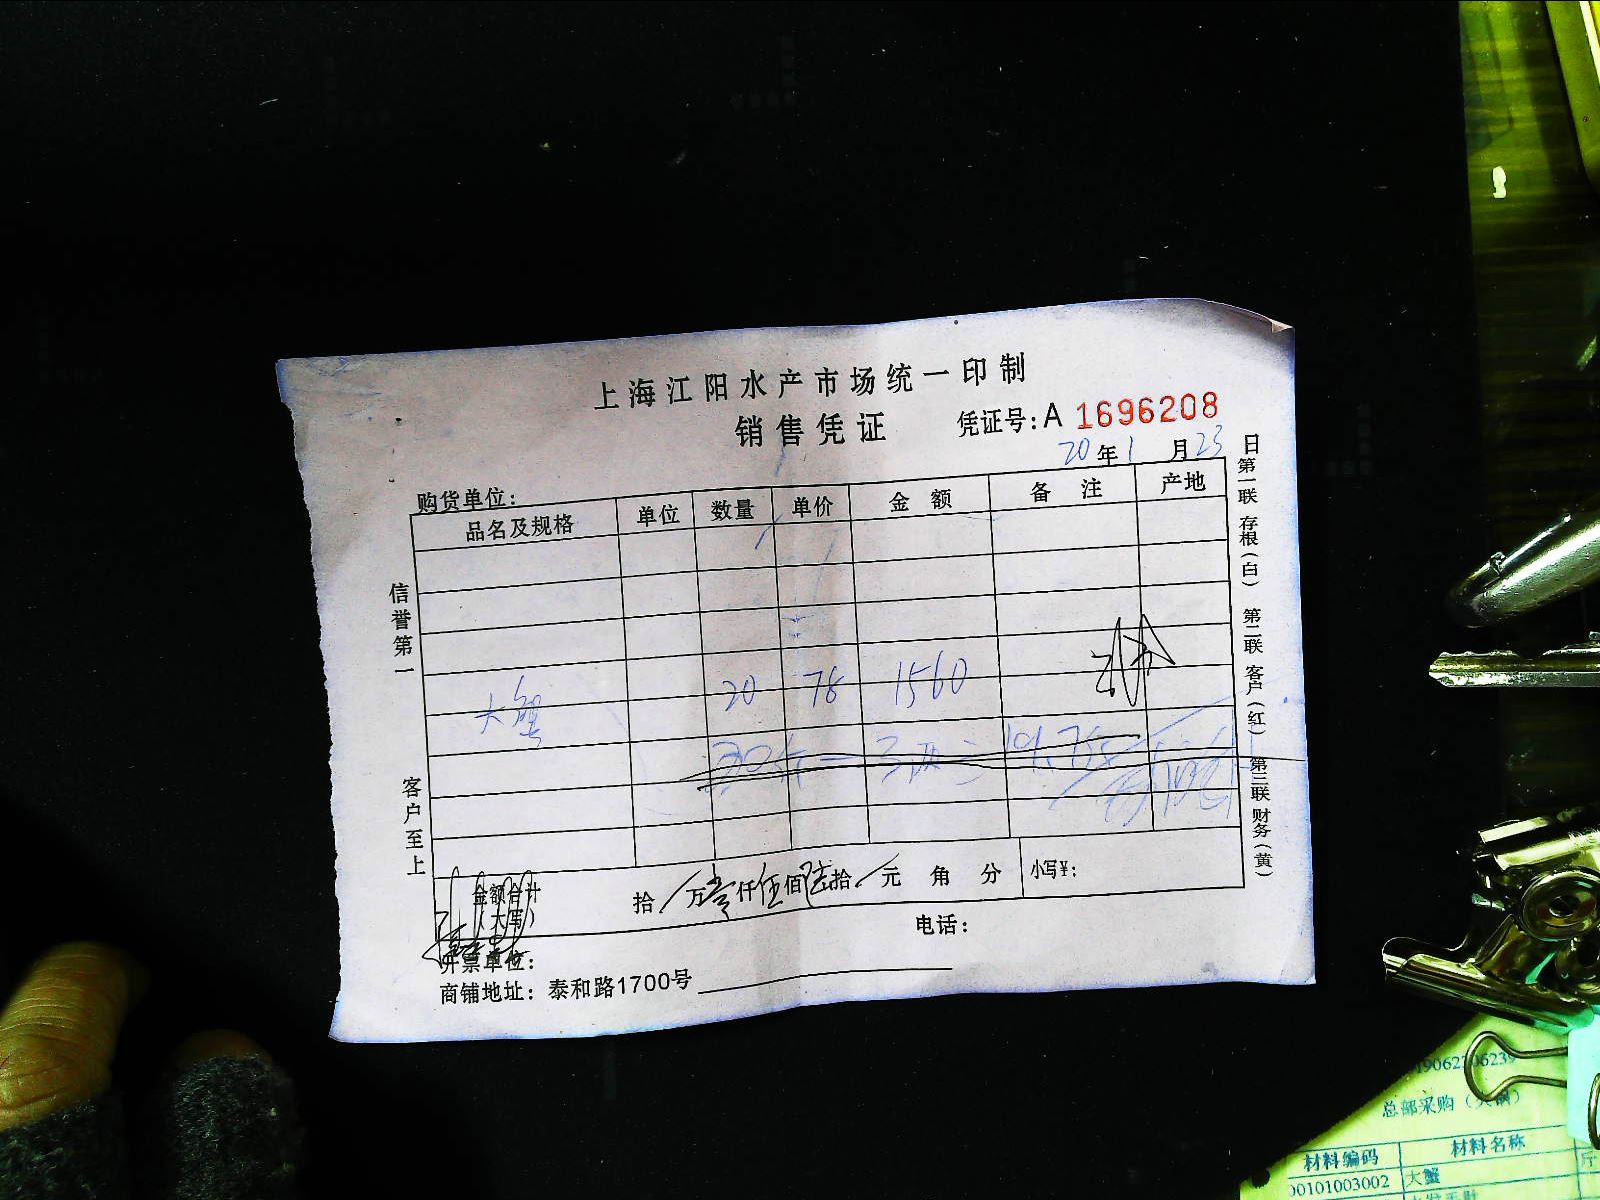 上海江阳水产市场统一印制
销售凭证 凭证号:A 1696208
20年1月23日
购货单位:
品名及规格 单位 数量 单价 金额 备注 产地
大蟹 20 78 1560
金额合计(大写) 拾/万壹仟伍佰陆拾/元角分 小写¥:
开票单位: 电话:
商铺地址:泰和路1700号
信誉第一
客户至上
第一联 存根(白) 第二联 客户(红) 第三联 财务(黄)
总部采购
材料编码 材料名称
00101003002 大蟹